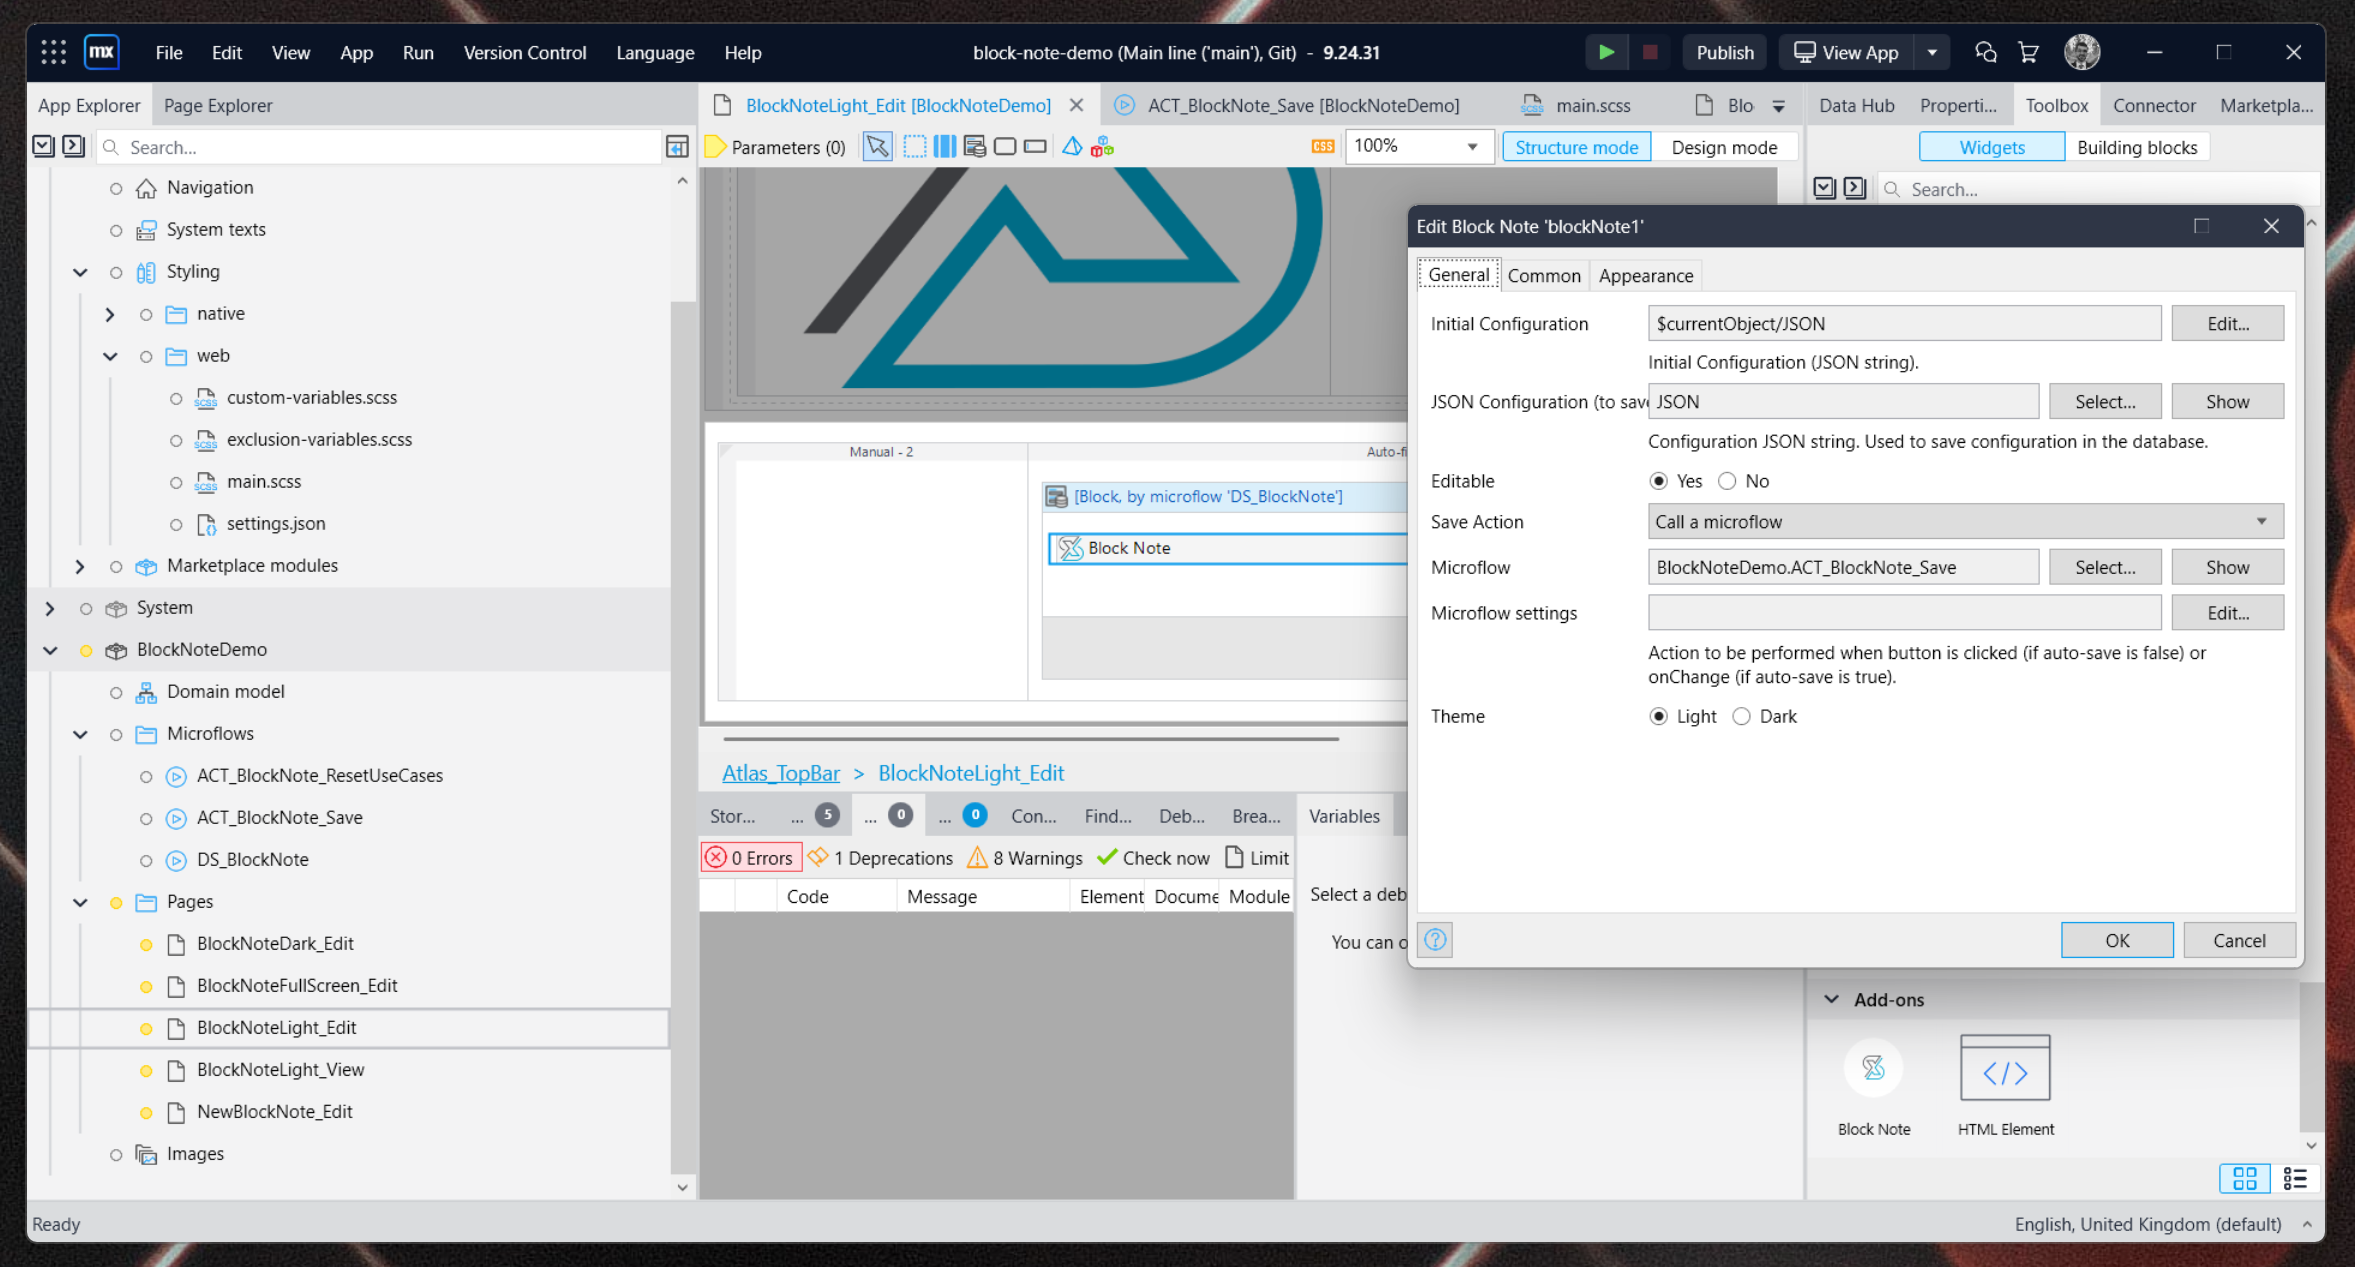 mx File Edit View App Run Version Control Language Help block-note-demo (Main line ('main'), Git) - 9.24.31 Publish View App
App Explorer Page Explorer
Search...
Navigation
System texts
Styling
native
web
custom-variables.scss
exclusion-variables.scss
main.scss
settings.json
Marketplace modules
System
BlockNoteDemo
Domain model
Microflows
ACT_BlockNote_ResetUseCases
ACT_BlockNote_Save
DS_BlockNote
Pages
BlockNoteDark_Edit
BlockNoteFullScreen_Edit
BlockNoteLight_Edit
BlockNoteLight_View
NewBlockNote_Edit
Images
BlockNoteLight_Edit [BlockNoteDemo] ACT_BlockNote_Save [BlockNoteDemo] main.scss Blo
Parameters (0) CSS 100% Structure mode Design mode
Manual - 2 Auto-fi
[Block, by microflow 'DS_BlockNote']
Block Note
Atlas_TopBar > BlockNoteLight_Edit
Stor... ... 5 ... 0 ... 0 Con... Find... Deb... Brea... Variables
0 Errors 1 Deprecations 8 Warnings Check now Limit
Code Message Element Docume Module
Select a deb
You can o
Data Hub Properti... Toolbox Connector Marketpla...
Widgets Building blocks
Search...
Edit Block Note 'blockNote1'
General Common Appearance
Initial Configuration $currentObject/JSON Edit...
Initial Configuration (JSON string).
JSON Configuration (to save JSON Select... Show
Configuration JSON string. Used to save configuration in the database.
Editable Yes No
Save Action Call a microflow
Microflow BlockNoteDemo.ACT_BlockNote_Save Select... Show
Microflow settings Edit...
Action to be performed when button is clicked (if auto-save is false) or
onChange (if auto-save is true).
Theme Light Dark
OK Cancel
Add-ons
Block Note HTML Element
Ready English, United Kingdom (default)